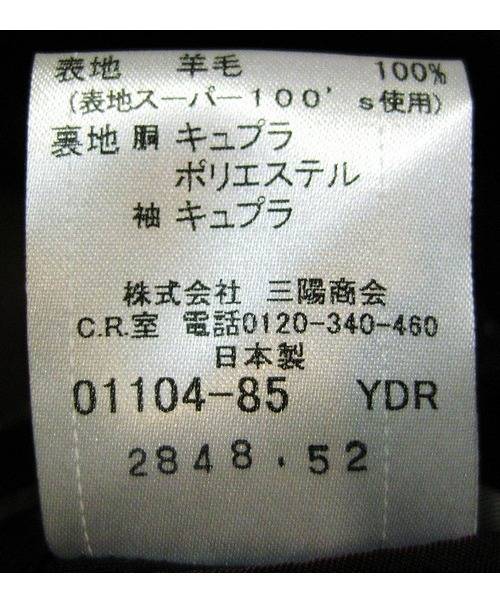 表地 羊毛 100%
(表地スーパー100's使用)
裏地 胴 キュプラ
ポリエステル
袖 キュプラ
株式会社 三陽商会
C.R.室 電話0120-340-460
日本製
01104-85 YDR
2848.52